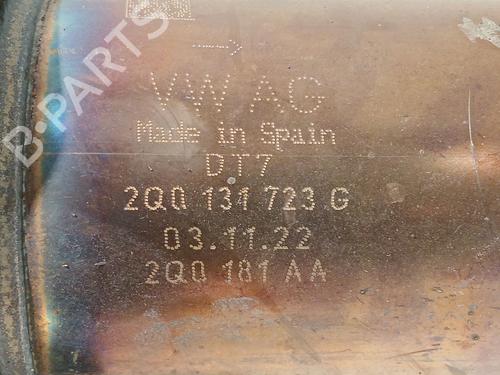 B-PARTS
VW AG
Made in Spain
DT7
2Q0 131 723 G
03.11.22
2Q0 181 AA